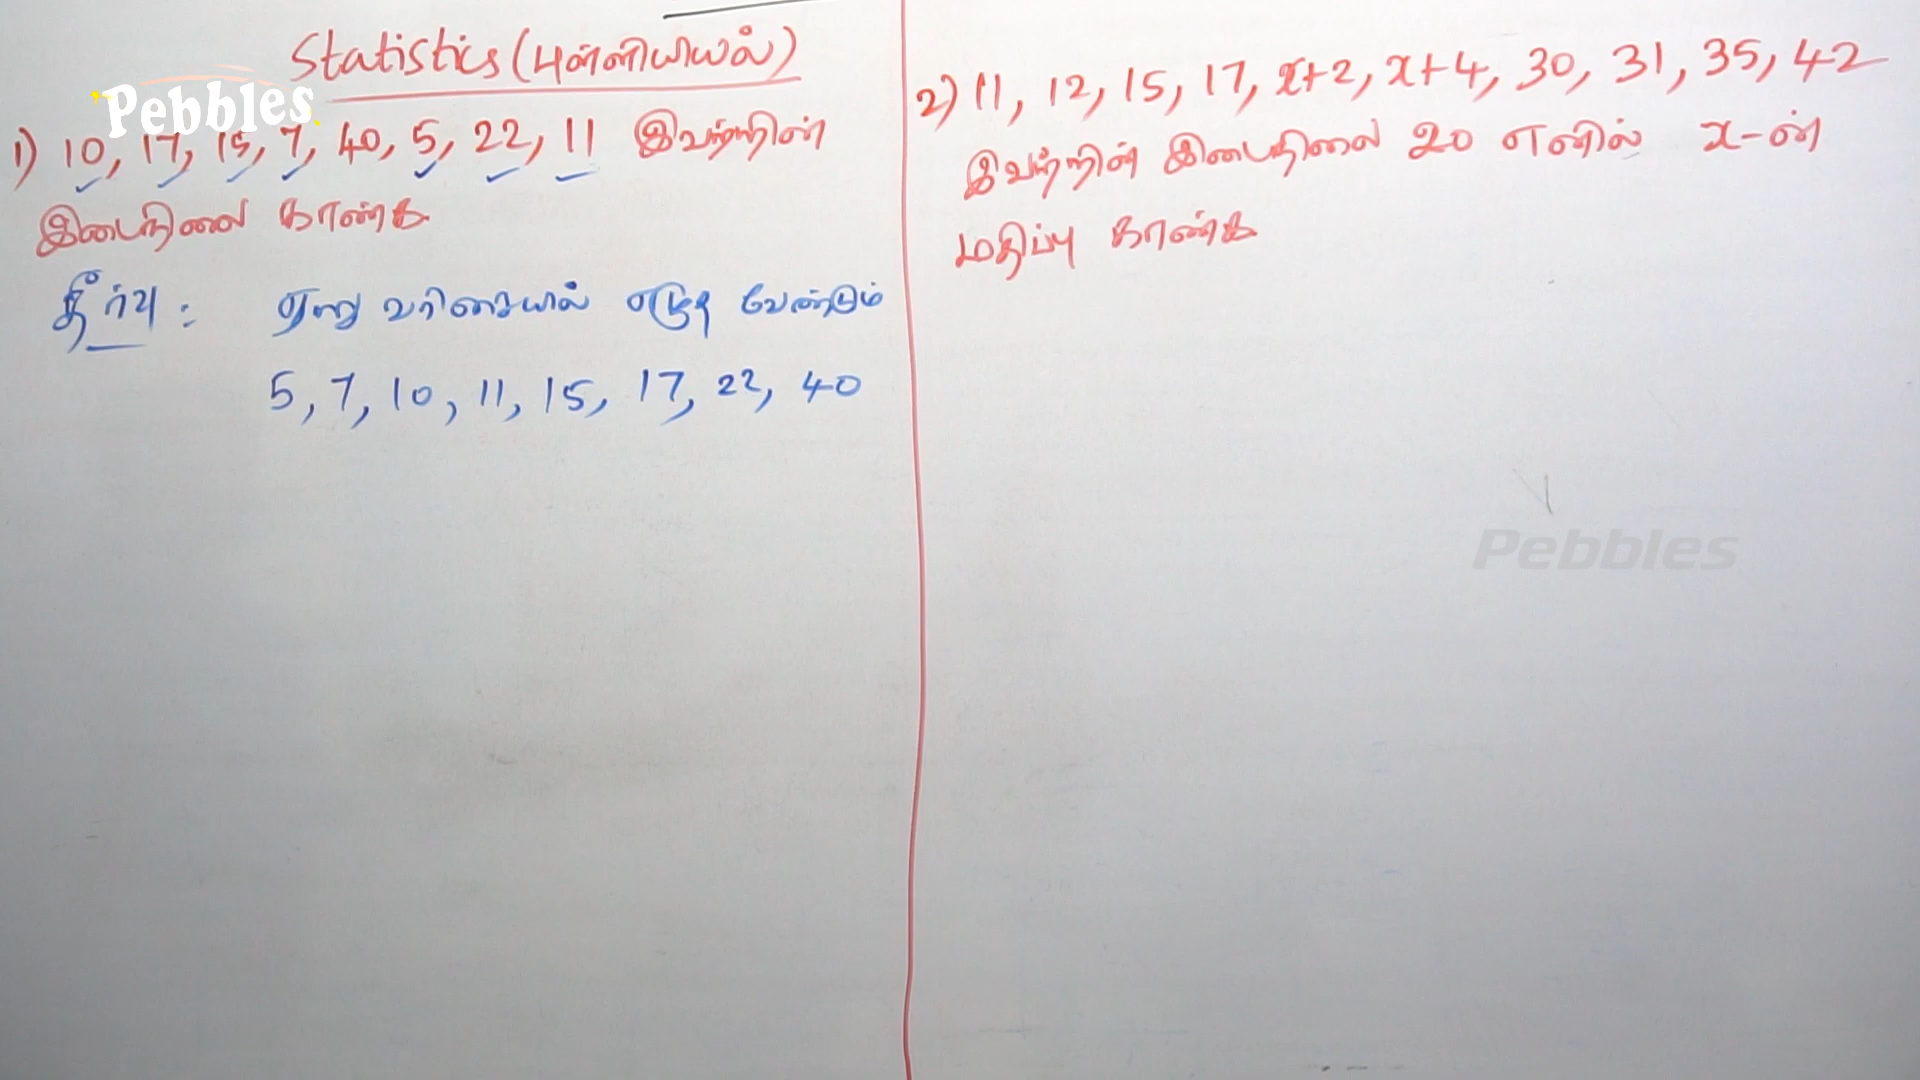 Statistics (புள்ளியியல்)
Pebbles
1) 10, 17, 15, 7, 40, 5, 22, 11 இவற்றின்
இடைநிலை காண்க
தீர்வு : ஏறு வரிசையில் எழுத வேண்டும்
5, 7, 10, 11, 15, 17, 22, 40
2) 11, 12, 15, 17, x+2, x+4, 30, 31, 35, 42
இவற்றின் இடைநிலை 20 எனில் x-ன்
மதிப்பு காண்க
Pebbles